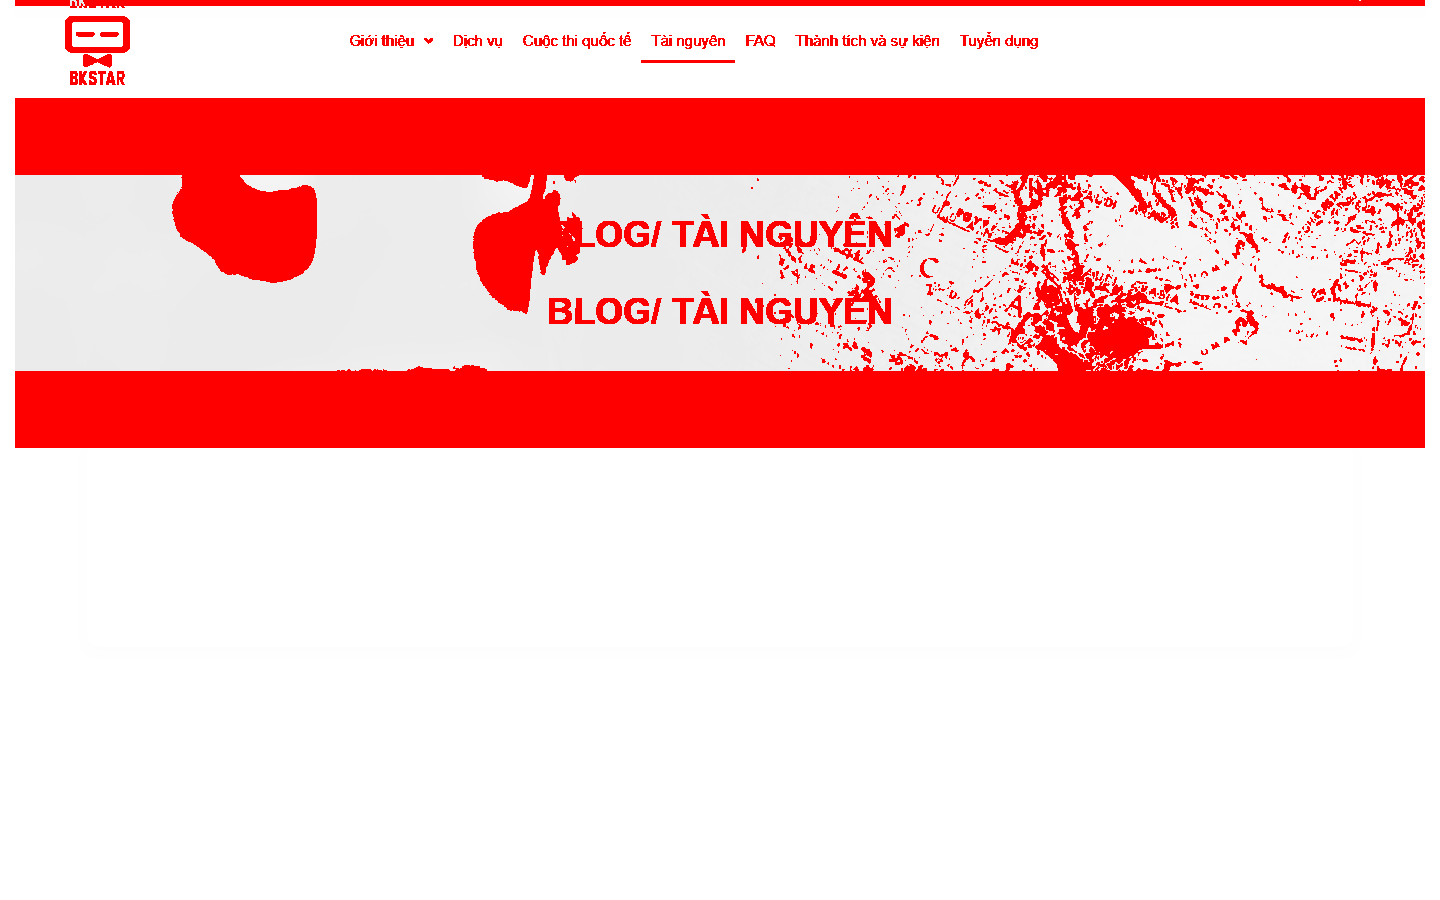 BKSTAR
Giới thiệu
Dịch vụ
Cuộc thi quốc tế
Tài nguyên
FAQ
Thành tích và sự kiện
Tuyển dụng
LOG/ TÀI NGUYÊN
BLOG/ TÀI NGUYÊN